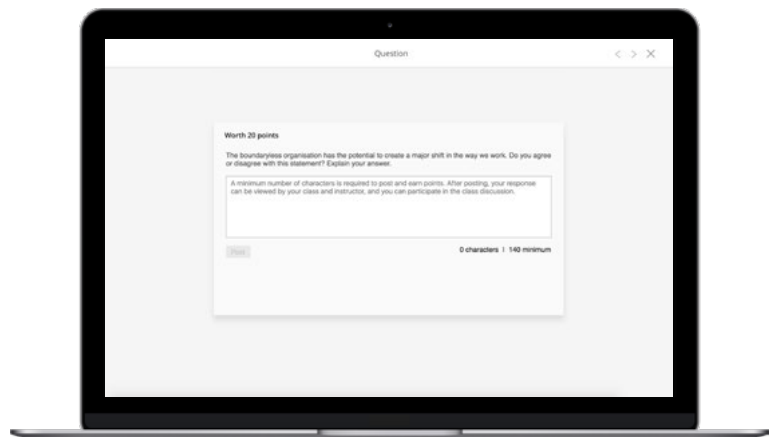 Question
Worth 20 points
The boundaryless organisation has the potential to create a major shift in the way we work. Do you agree
or disagree with this statement? Explain your answer.
A minimum number of characters is required to post and earn points. After posting, your response
can be viewed by your class and instructor, and you can participate in the class discussion.
Post
0 characters | 140 minimum